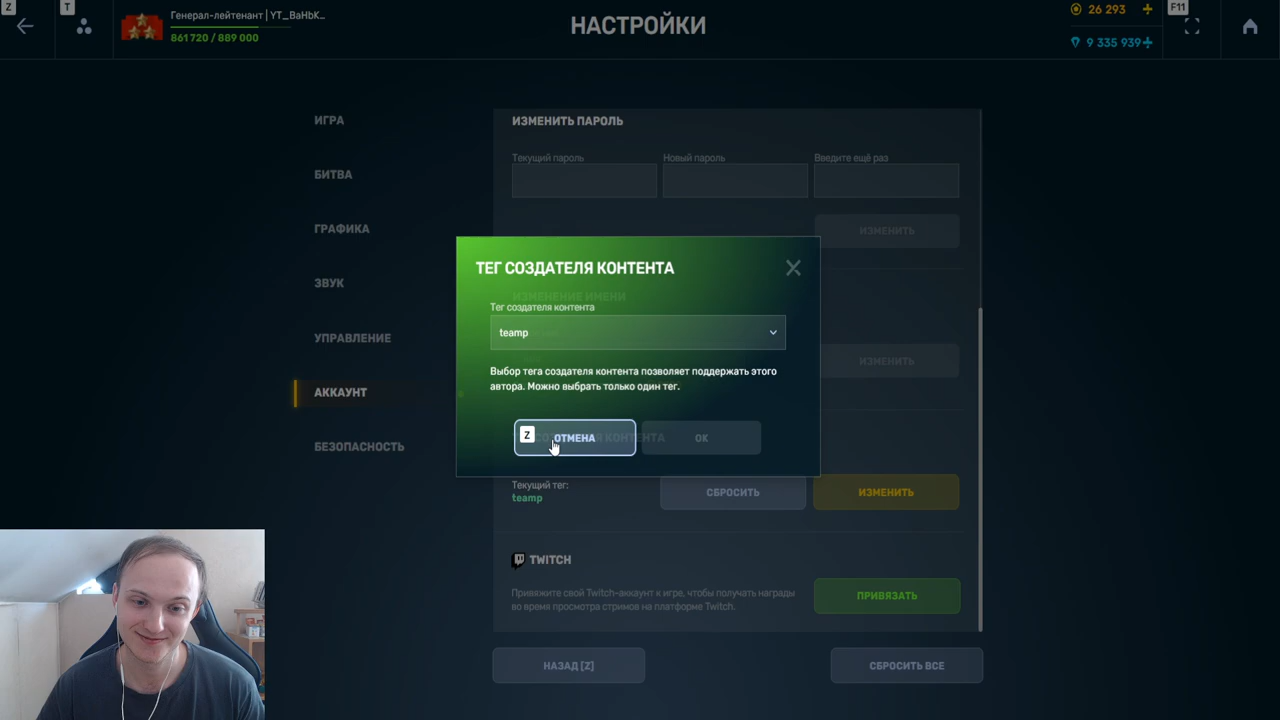 Z
T
Генерал-лейтенант | YT_BaHbK...
861 720 / 889 000
НАСТРОЙКИ
26 293
9 335 939
F11
ИГРА
БИТВА
ГРАФИКА
ЗВУК
УПРАВЛЕНИЕ
АККАУНТ
БЕЗОПАСНОСТЬ
ИЗМЕНИТЬ ПАРОЛЬ
Текущий пароль
Новый пароль
Введите ещё раз
ИЗМЕНИТЬ
ТЕГ СОЗДАТЕЛЯ КОНТЕНТА
ИЗМЕНЕНИЕ ИМЕНИ
Тег создателя контента
teamp
Выбор тега создателя контента позволяет поддержать этого
автора. Можно выбрать только один тег.
ИЗМЕНИТЬ
Z
ОТМЕНА
ОК
Текущий тег:
teamp
СБРОСИТЬ
ИЗМЕНИТЬ
TWITCH
Привяжите свой Twitch-аккаунт к игре, чтобы получать награды
во время просмотра стримов на платформе Twitch.
ПРИВЯЗАТЬ
НАЗАД [Z]
СБРОСИТЬ ВСЕ